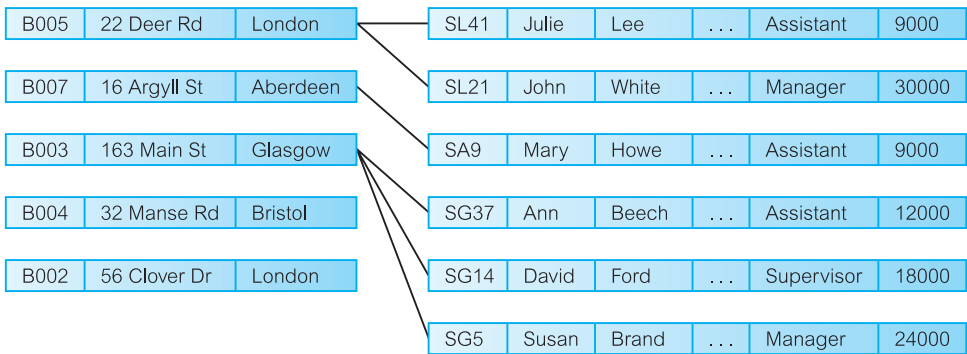 B005 22 Deer Rd London SL41 Julie Lee ... Assistant 9000
B007 16 Argyll St Aberdeen SL21 John White ... Manager 30000
B003 163 Main St Glasgow SA9 Mary Howe ... Assistant 9000
B004 32 Manse Rd Bristol SG37 Ann Beech ... Assistant 12000
B002 56 Clover Dr London SG14 David Ford ... Supervisor 18000
SG5 Susan Brand ... Manager 24000